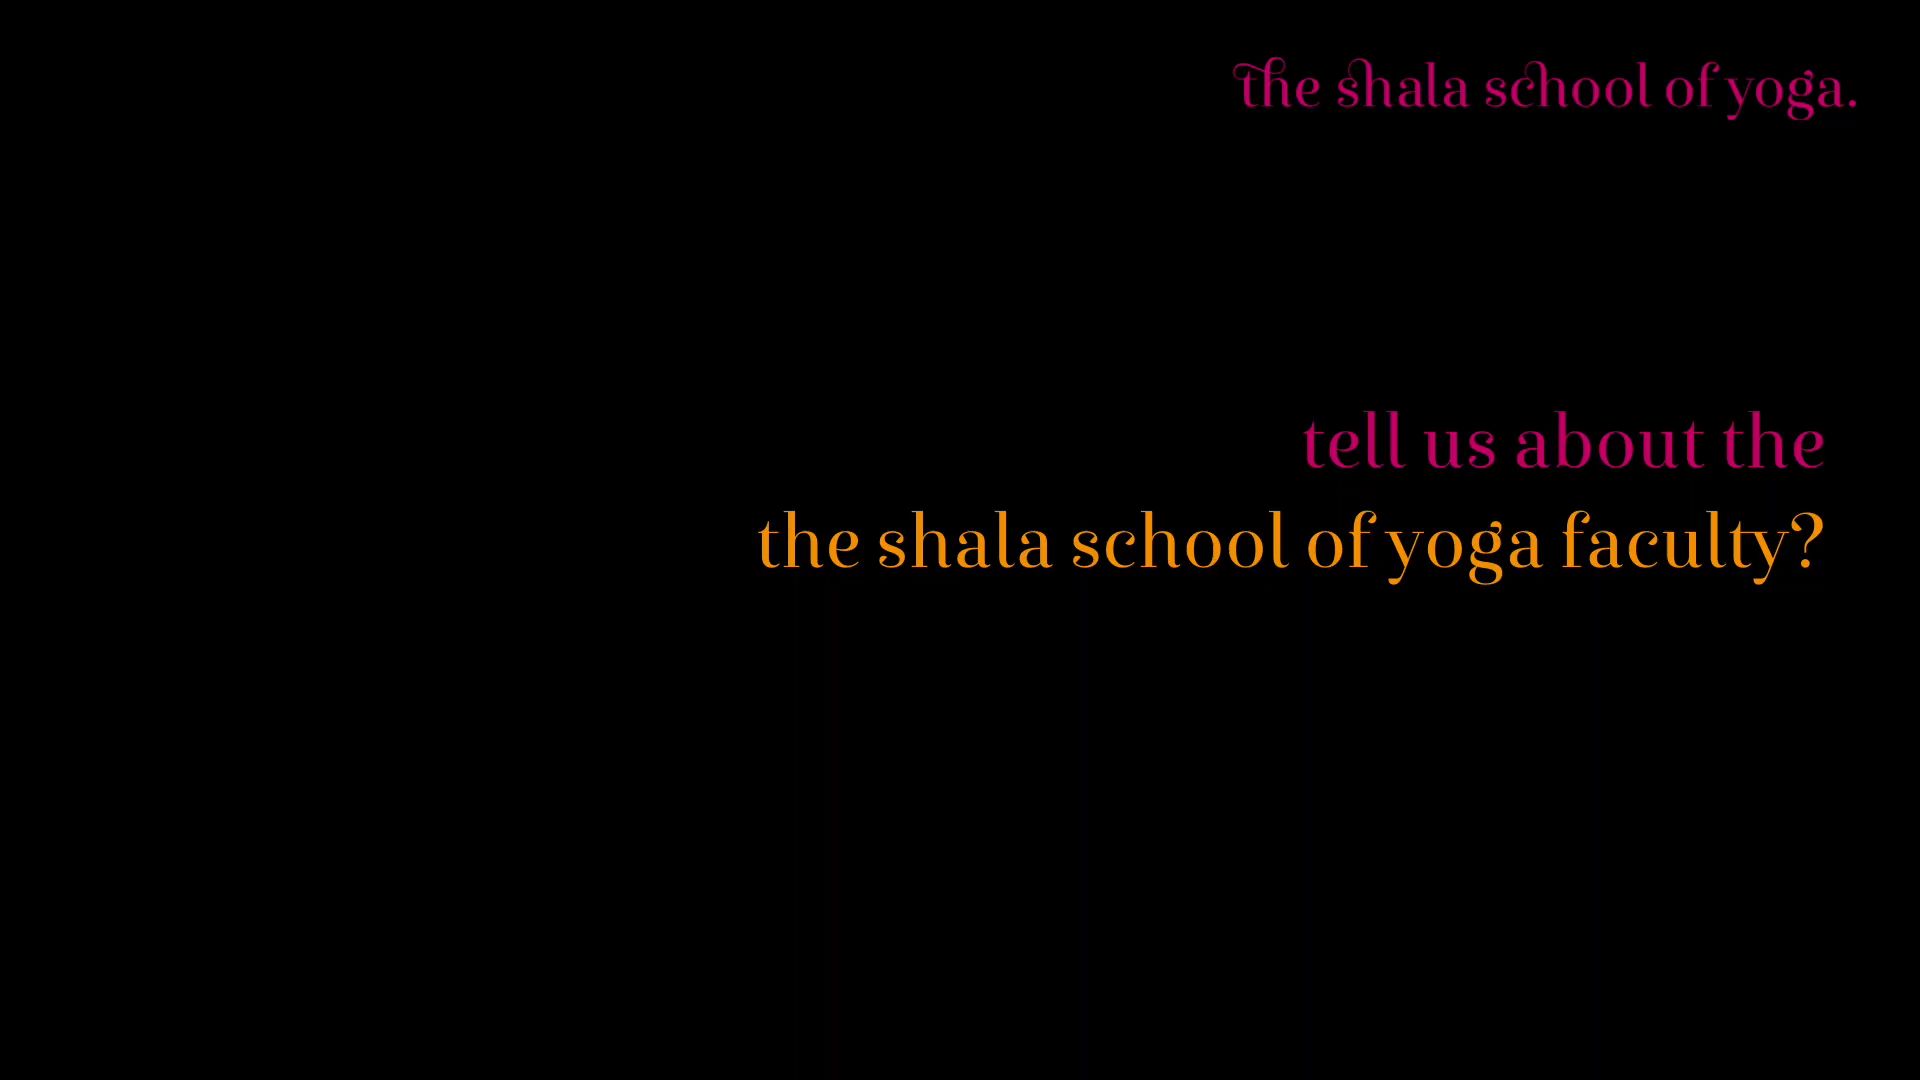 the shala school of yoga.
tell us about the
the shala school of yoga faculty?